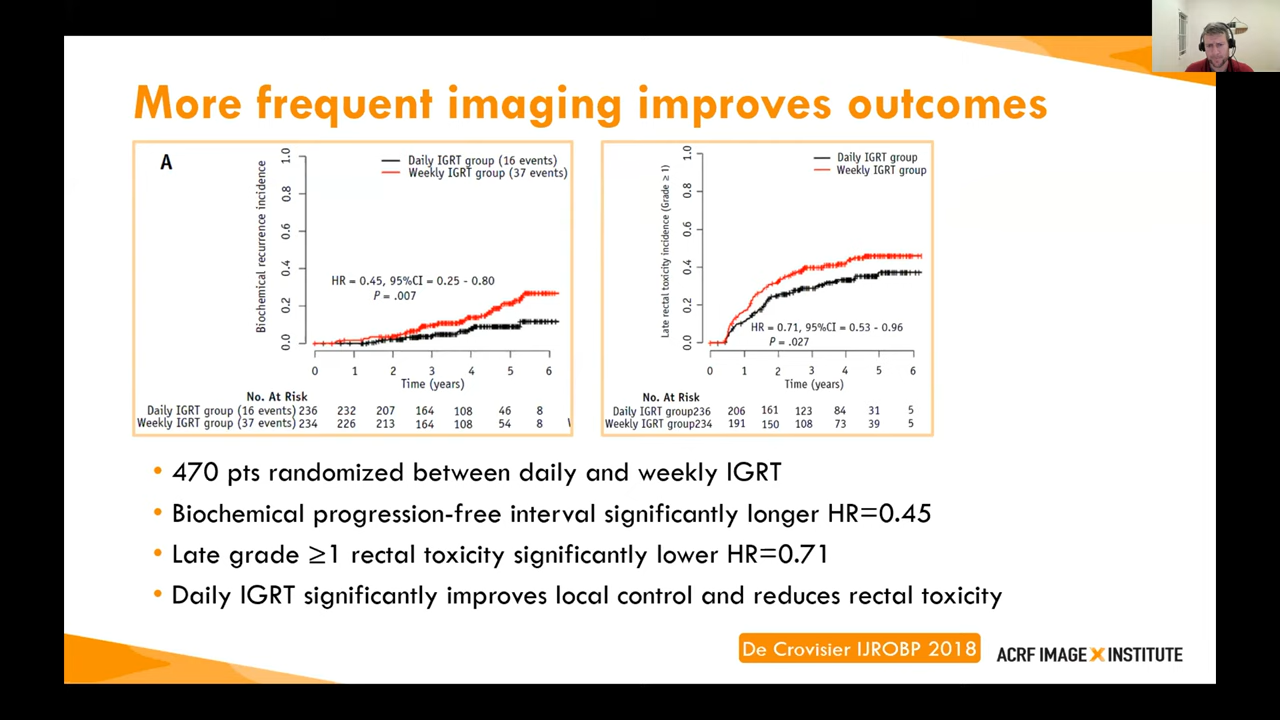 More frequent imaging improves outcomes
A
Biochemical recurrence incidence
1.0
0.8
0.6
0.4
0.2
0.0
Daily IGRT group (16 events)
Weekly IGRT group (37 events)
HR = 0.45, 95%CI = 0.25 - 0.80
P = .007
0 1 2 3 4 5 6
Time (years)
No. At Risk
Daily IGRT group (16 events) 236 232 207 164 108 46 8
Weekly IGRT group (37 events) 234 226 213 164 108 54 8
Late rectal toxicity incidence (Grade ≥ 1)
1.0
0.8
0.6
0.4
0.2
0.0
Daily IGRT group
Weekly IGRT group
HR = 0.71, 95%CI = 0.53 - 0.96
P = .027
0 1 2 3 4 5 6
Time (years)
No. At Risk
Daily IGRT group236 206 161 123 84 31 5
Weekly IGRT group234 191 150 108 73 39 5
• 470 pts randomized between daily and weekly IGRT
• Biochemical progression-free interval significantly longer HR=0.45
• Late grade ≥1 rectal toxicity significantly lower HR=0.71
• Daily IGRT significantly improves local control and reduces rectal toxicity
De Crovisier IJROBP 2018
ACRF IMAGE X INSTITUTE